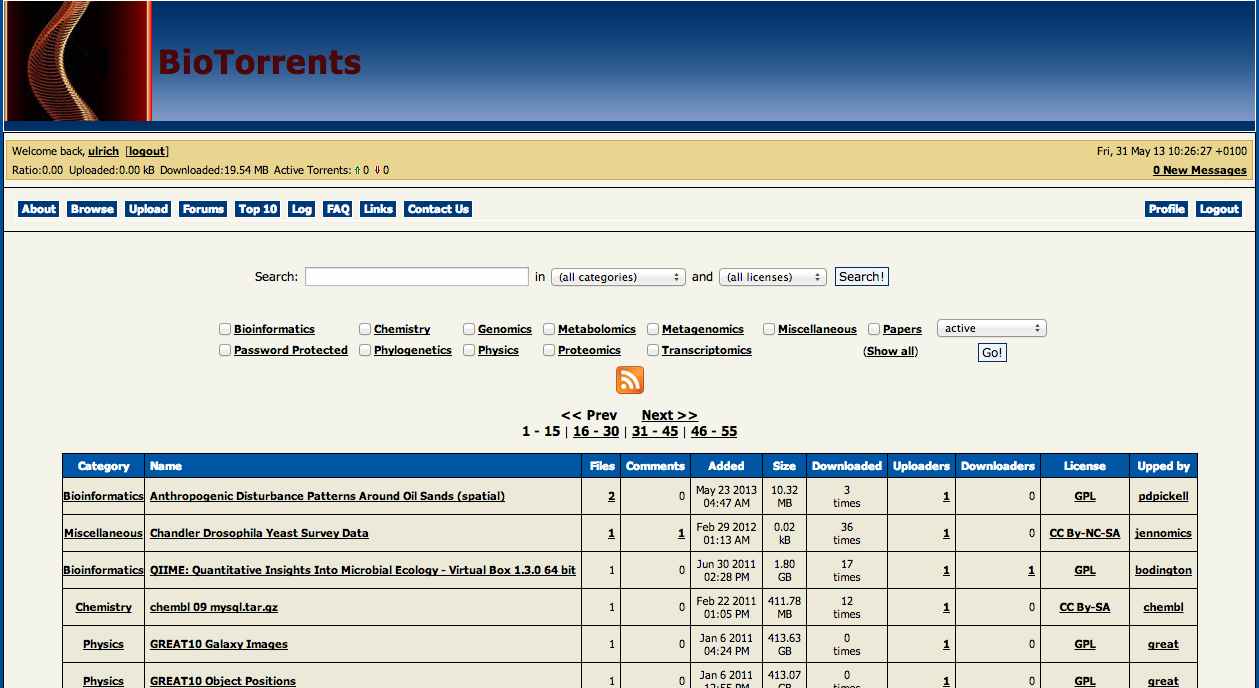 BioTorrents
Welcome back, ulrich [logout]
Fri, 31 May 13 10:26:27 +0100
Ratio:0.00 Uploaded:0.00 kB Downloaded:19.54 MB Active Torrents: 0 0
0 New Messages
About Browse Upload Forums Top 10 Log FAQ Links Contact Us Profile Logout
Search: in (all categories) and (all licenses) Search!
Bioinformatics Chemistry Genomics Metabolomics Metagenomics Miscellaneous Papers active
Password Protected Phylogenetics Physics Proteomics Transcriptomics (Show all) Go!
<< Prev Next >>
1 - 15 | 16 - 30 | 31 - 45 | 46 - 55
Category Name Files Comments Added Size Downloaded Uploaders Downloaders License Upped by
Bioinformatics Anthropogenic Disturbance Patterns Around Oil Sands (spatial) 2 0 May 23 2013 04:47 AM 10.32 MB 3 times 1 0 GPL pdpickell
Miscellaneous Chandler Drosophila Yeast Survey Data 1 1 Feb 29 2012 01:13 AM 0.02 kB 36 times 1 0 CC By-NC-SA jennomics
Bioinformatics QIIME: Quantitative Insights Into Microbial Ecology - Virtual Box 1.3.0 64 bit 1 0 Jun 30 2011 02:28 PM 1.80 GB 17 times 1 1 GPL bodington
Chemistry chembl 09 mysql.tar.gz 1 0 Feb 22 2011 01:05 PM 411.78 MB 12 times 1 0 CC By-SA chembl
Physics GREAT10 Galaxy Images 1 0 Jan 6 2011 04:24 PM 413.63 GB 0 times 1 0 GPL great
Physics GREAT10 Object Positions 1 0 Jan 6 2011 12:55 PM 413.07 GB 0 times 1 0 GPL great